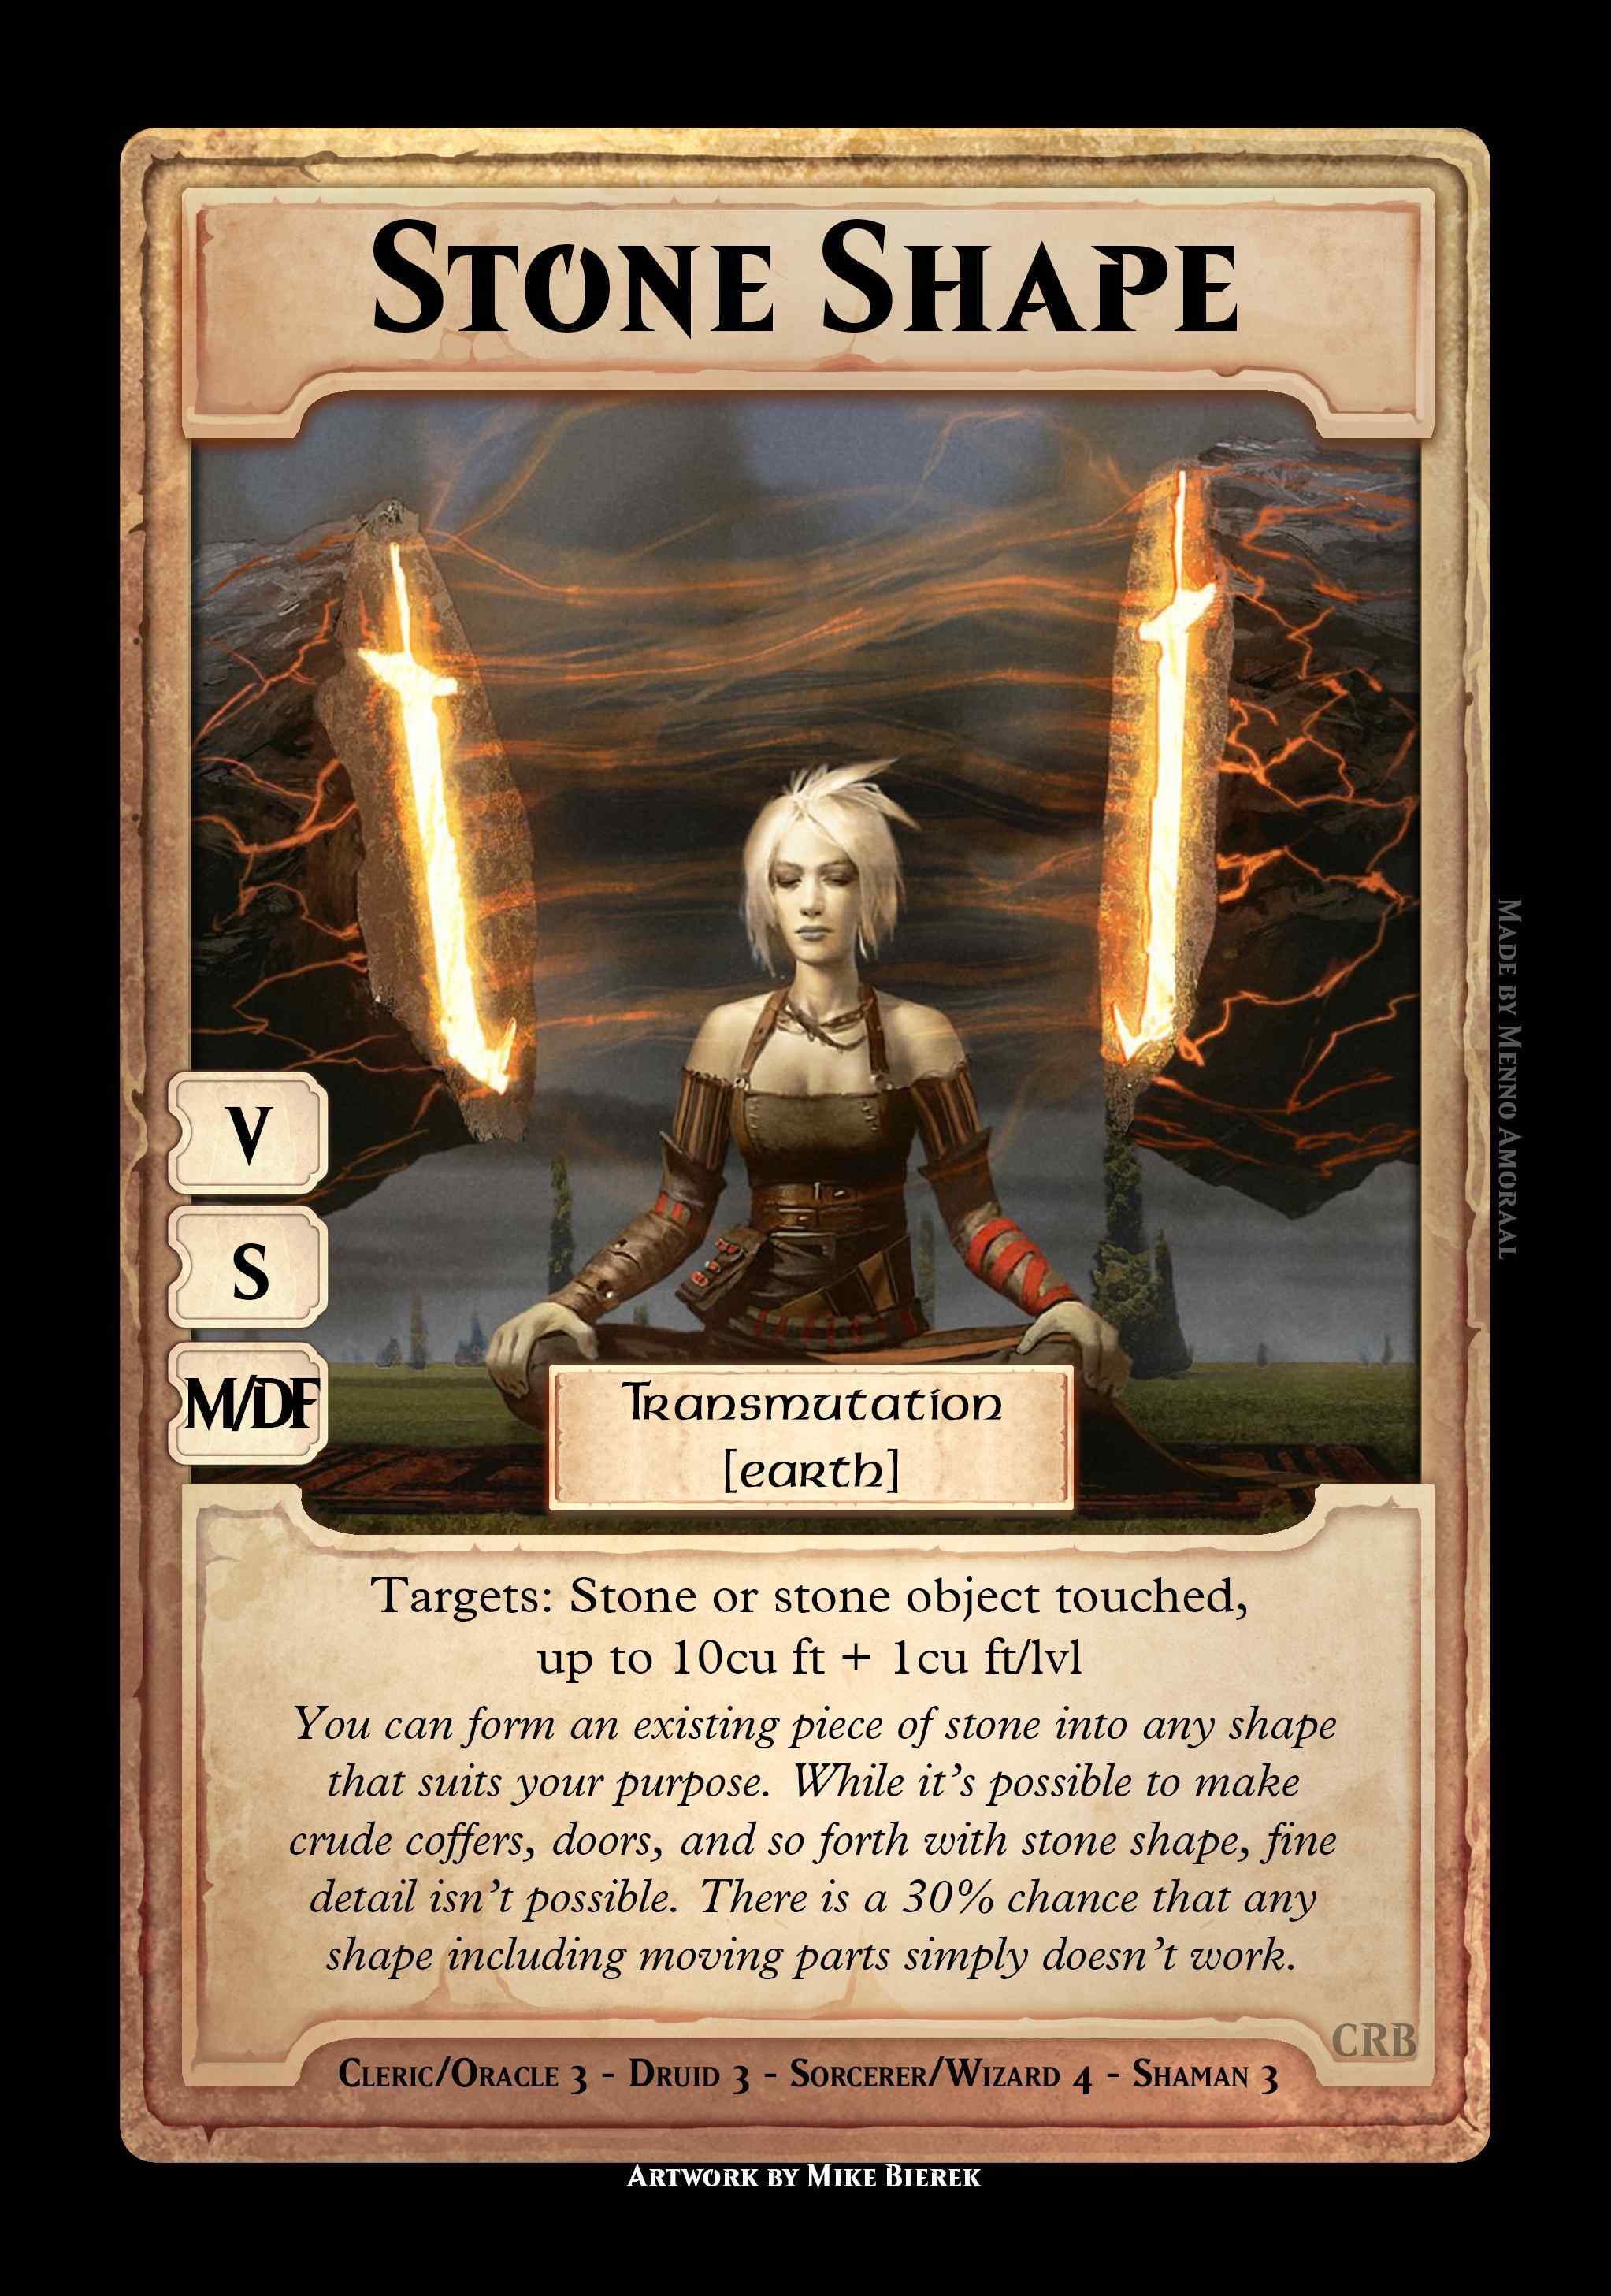 Stone Shape
V
S
M/DF
Transmutation
[earth]
Targets: Stone or stone object touched,
up to 10cu ft + 1cu ft/lvl
You can form an existing piece of stone into any shape
that suits your purpose. While it's possible to make
crude coffers, doors, and so forth with stone shape, fine
detail isn't possible. There is a 30% chance that any
shape including moving parts simply doesn't work.
CRB
Cleric/Oracle 3 - Druid 3 - Sorcerer/Wizard 4 - Shaman 3
Artwork by Mike Bierek
Made by Menno Amoraal